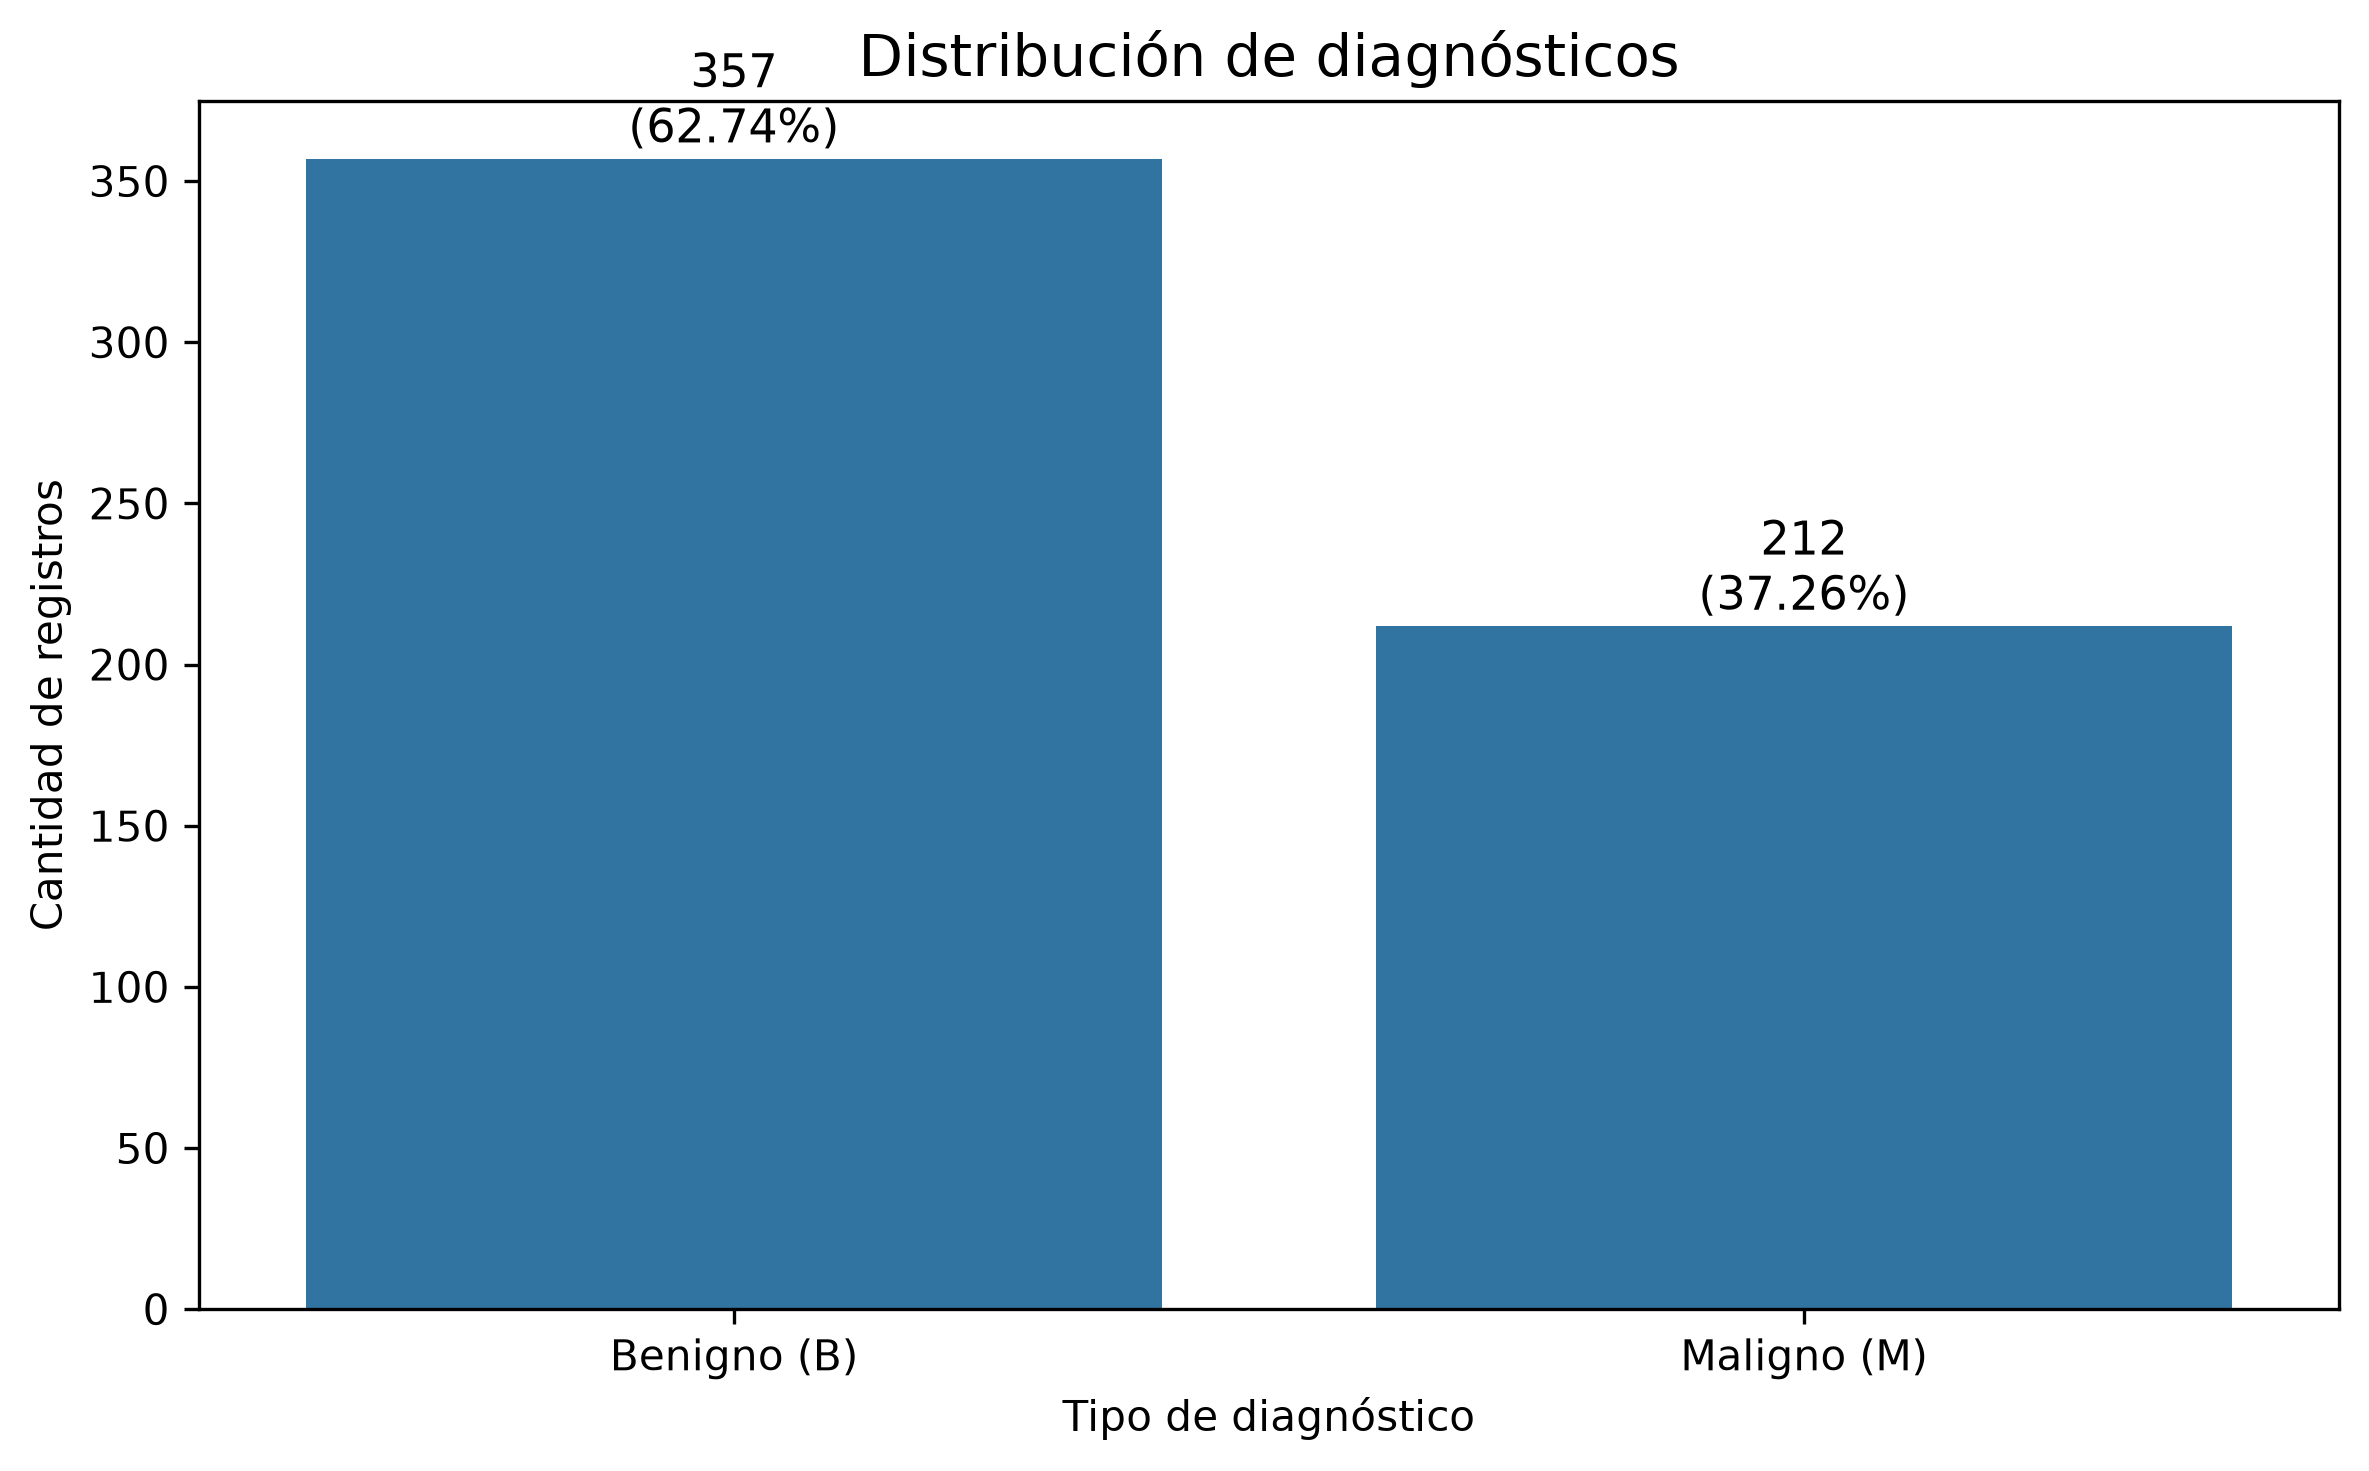 Distribución de diagnósticos
357
(62.74%)
212
(37.26%)
Cantidad de registros
350
300
250
200
150
100
50
0
Benigno (B)
Maligno (M)
Tipo de diagnóstico